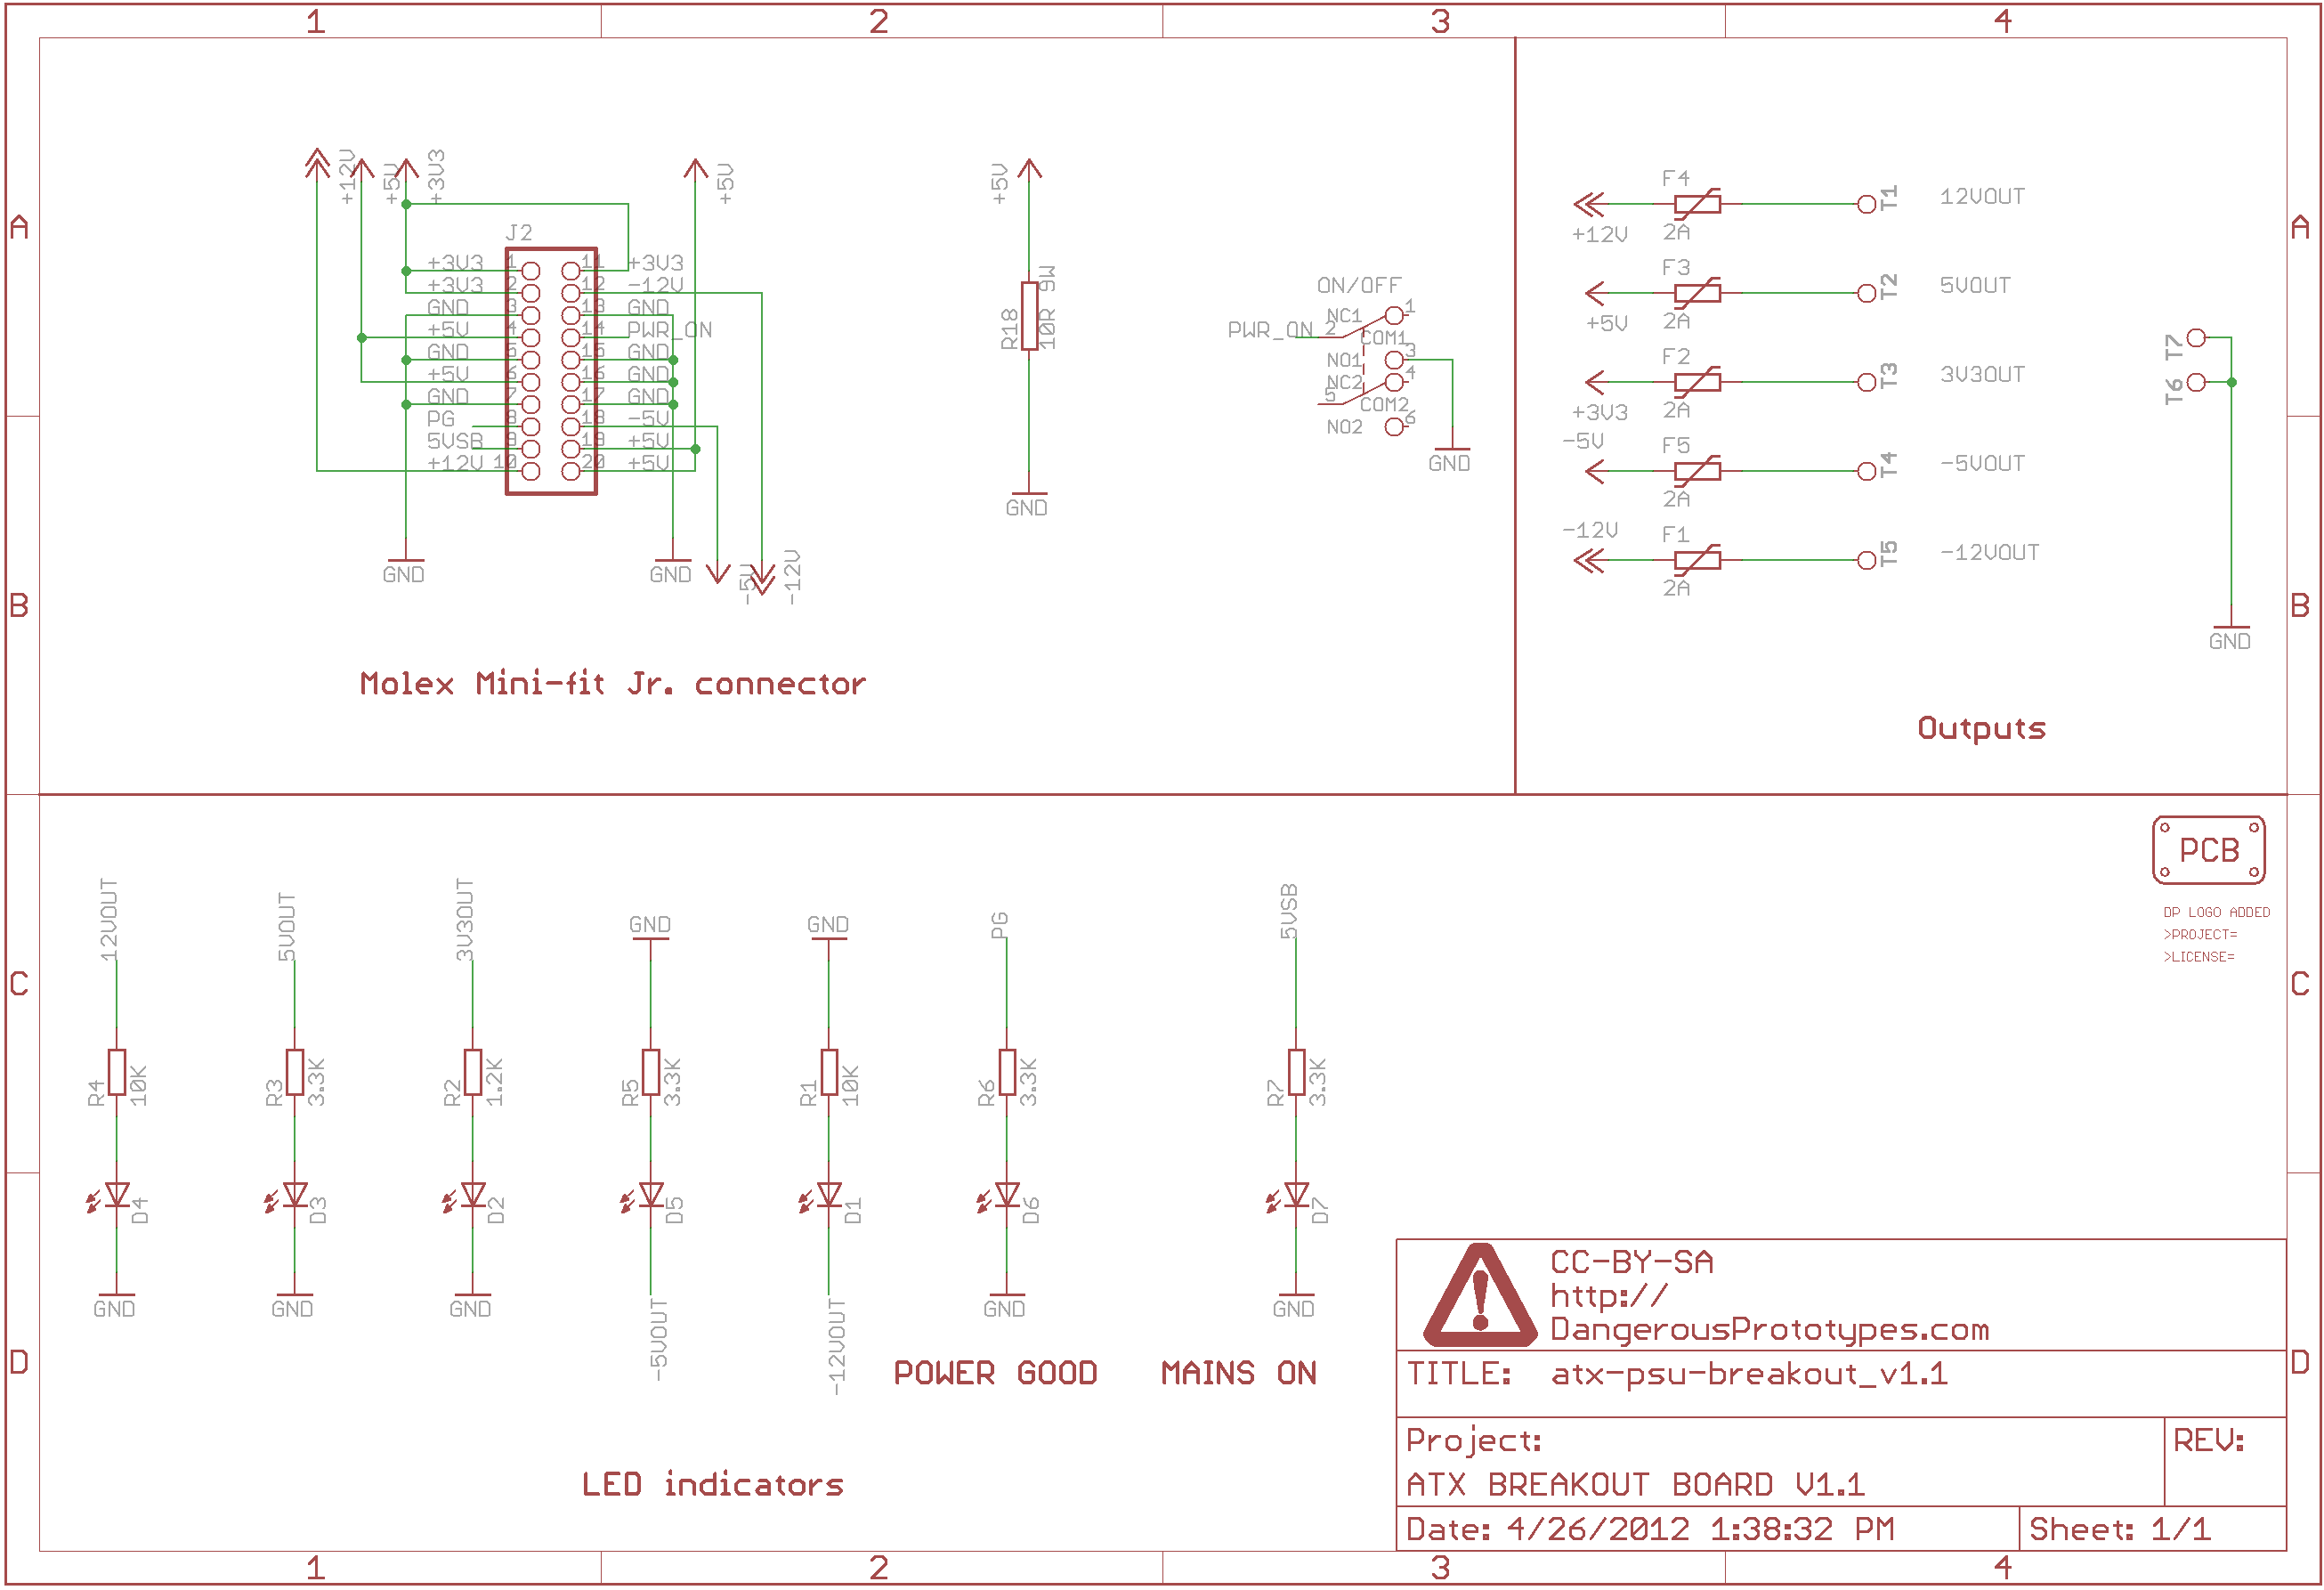 1 2 3 4
A A
B B
C C
D D
+12V
+5V
+3V3
+5V
J2
+3V3 1 11 +3V3
+3V3 2 12 -12V
GND 3 13 GND
+5V 4 14 PWR_ON
GND 5 15 GND
+5V 6 16 GND
GND 7 17 GND
PG 8 18 -5V
5VSB 9 19 +5V
+12V 10 20 +5V
GND
GND
-5V
-12V
Molex Mini-fit Jr. connector
+5V
R18
10R 9W
GND
ON/OFF
PWR_ON 2
NC1 1
COM1
NO1 3
NC2 4
5
COM2
NO2 6
GND
F4
+12V 2A T1 12VOUT
F3
+5V 2A T2 5VOUT
F2
+3V3 2A T3 3V3OUT
-5V F5
2A T4 -5VOUT
-12V F1
2A T5 -12VOUT
T7
T6
GND
Outputs
12VOUT
R4 10K
D4
GND
5VOUT
R3 3.3K
D3
GND
3V3OUT
R2 1.2K
D2
GND
GND
R5 3.3K
D5
-5VOUT
GND
R1 10K
D1
-12VOUT
PG
R6 3.3K
D6
GND
POWER GOOD
5VSB
R7 3.3K
D7
GND
MAINS ON
LED indicators
PCB
DP LOGO ADDED
>PROJECT=
>LICENSE=
CC-BY-SA
http://
DangerousPrototypes.com
TITLE: atx-psu-breakout_v1.1
Project:
REV:
ATX BREAKOUT BOARD V1.1
Date: 4/26/2012 1:38:32 PM
Sheet: 1/1
1 2 3 4